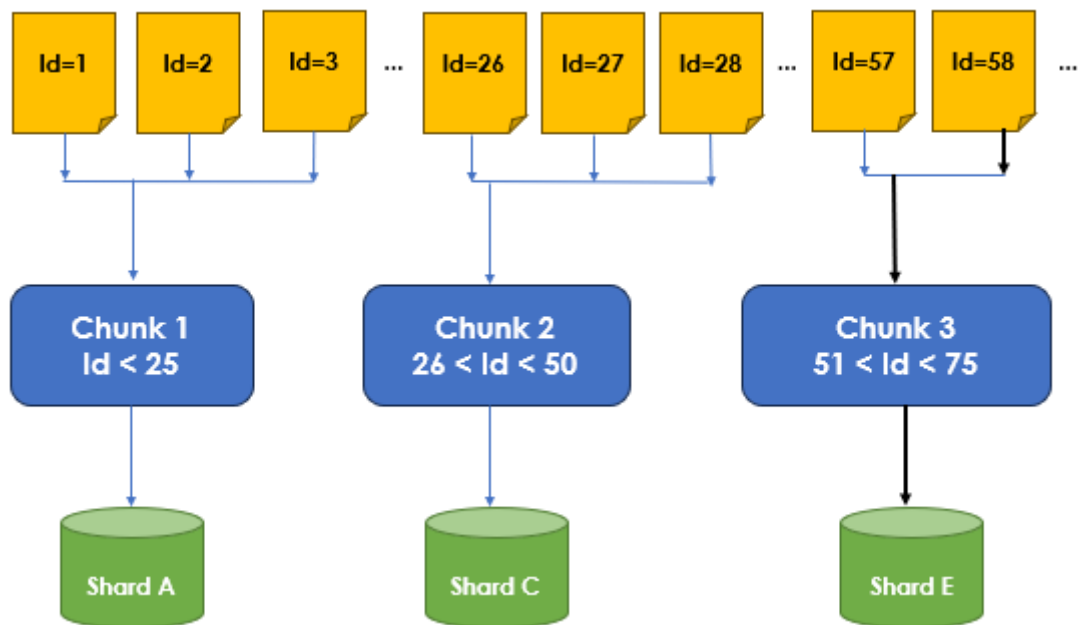 Id=1
Id=2
Id=3
...
Id=26
Id=27
Id=28
...
Id=57
Id=58
...
Chunk 1
Id < 25
Chunk 2
26 < Id < 50
Chunk 3
51 < Id < 75
Shard A
Shard C
Shard E